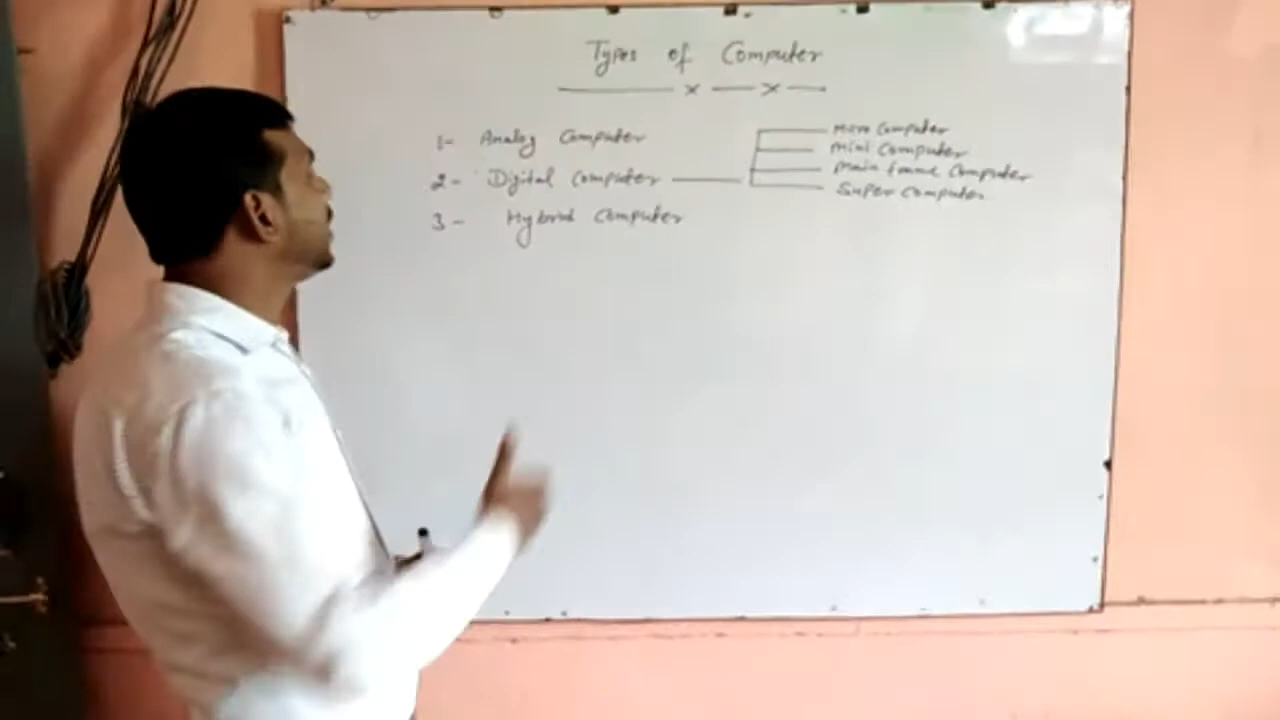 Types of Computer
1- Analog Computer
2- Digital Computer
3- Hybrid Computer
Micro Computer
Mini Computer
Main frame Computer
Super Computer